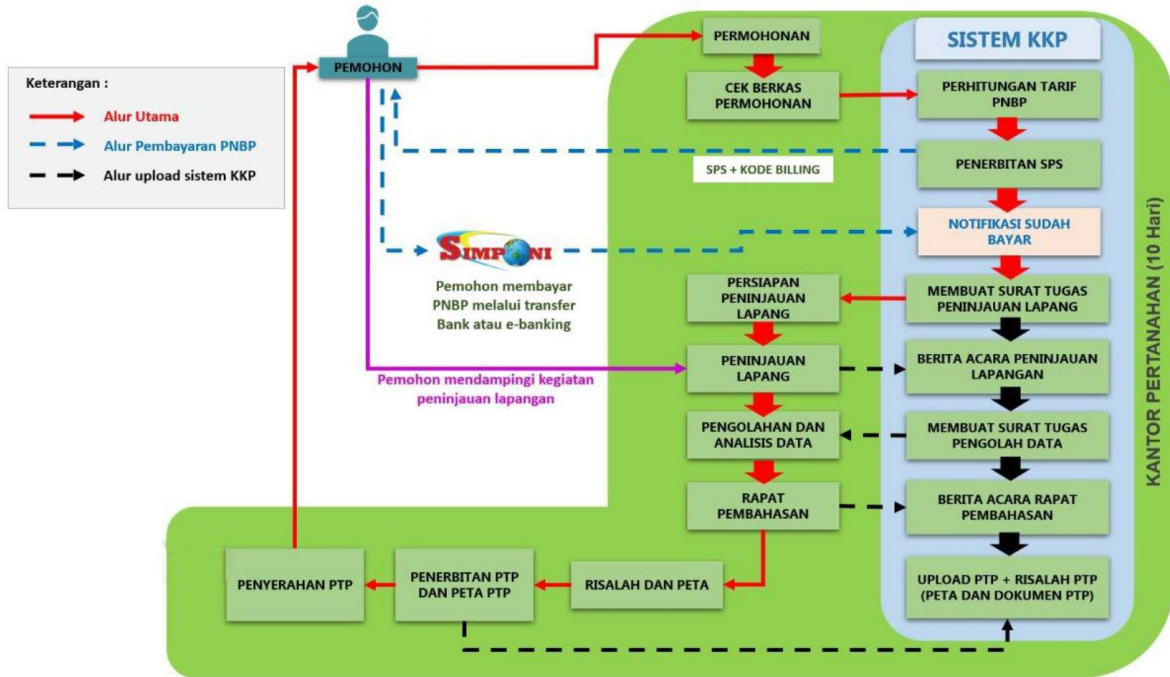 PEMOHON
Keterangan :
Alur Utama
Alur Pembayaran PNBP
Alur upload sistem KKP
PERMOHONAN
CEK BERKAS
PERMOHONAN
SISTEM KKP
PERHITUNGAN TARIF
PNBP
PENERBITAN SPS
SPS + KODE BILLING
NOTIFIKASI SUDAH
BAYAR
SIMPONI
Pemohon membayar
PNBP melalui transfer
Bank atau e-banking
MEMBUAT SURAT TUGAS
PENINJAUAN LAPANG
PERSIAPAN
PENINJAUAN
LAPANG
PENINJAUAN
LAPANG
Pemohon mendampingi kegiatan
peninjauan lapangan
BERITA ACARA PENINJAUAN
LAPANGAN
MEMBUAT SURAT TUGAS
PENGOLAH DATA
PENGOLAHAN DAN
ANALISIS DATA
RAPAT
PEMBAHASAN
BERITA ACARA RAPAT
PEMBAHASAN
UPLOAD PTP + RISALAH PTP
(PETA DAN DOKUMEN PTP)
RISALAH DAN PETA
PENERBITAN PTP
DAN PETA PTP
PENYERAHAN PTP
KANTOR PERTANAHAN (10 Hari)